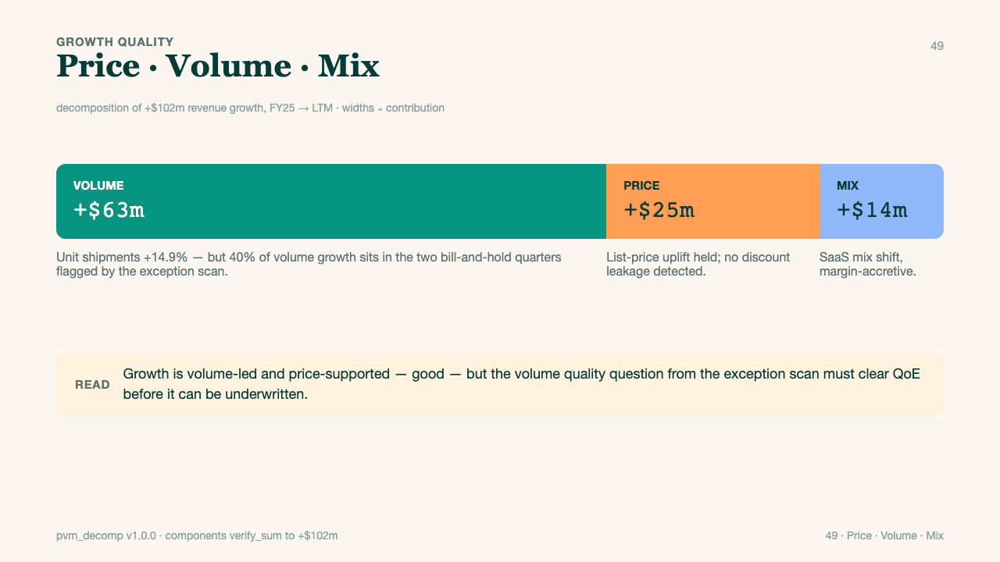 GROWTH QUALITY
49
Price · Volume · Mix
decomposition of +$102m revenue growth, FY25 → LTM · widths ∝ contribution
VOLUME
+$63m
PRICE
+$25m
MIX
+$14m
Unit shipments +14.9% — but 40% of volume growth sits in the two bill-and-hold quarters
flagged by the exception scan.
List-price uplift held; no discount
leakage detected.
SaaS mix shift,
margin-accretive.
READ
Growth is volume-led and price-supported — good — but the volume quality question from the exception scan must clear QoE
before it can be underwritten.
pvm_decomp v1.0.0 · components verify_sum to +$102m
49 · Price · Volume · Mix